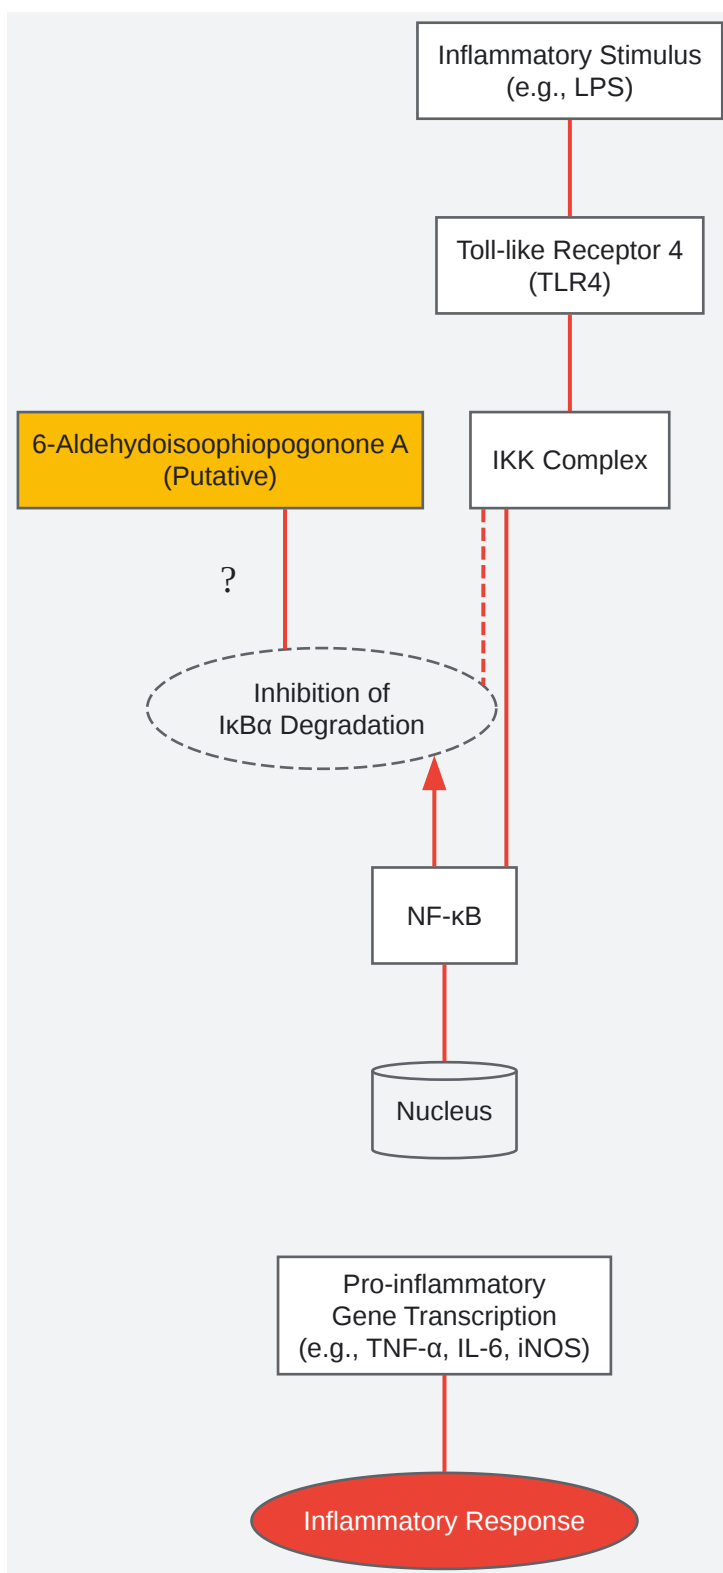 Inflammatory Stimulus
(e.g., LPS)
Toll-like Receptor 4
(TLR4)
6-Aldehydoisoophiopogonone A
(Putative)
IKK Complex
?
Inhibition of
IκBα Degradation
NF-κB
Nucleus
Pro-inflammatory
Gene Transcription
(e.g., TNF-α, IL-6, iNOS)
Inflammatory Response